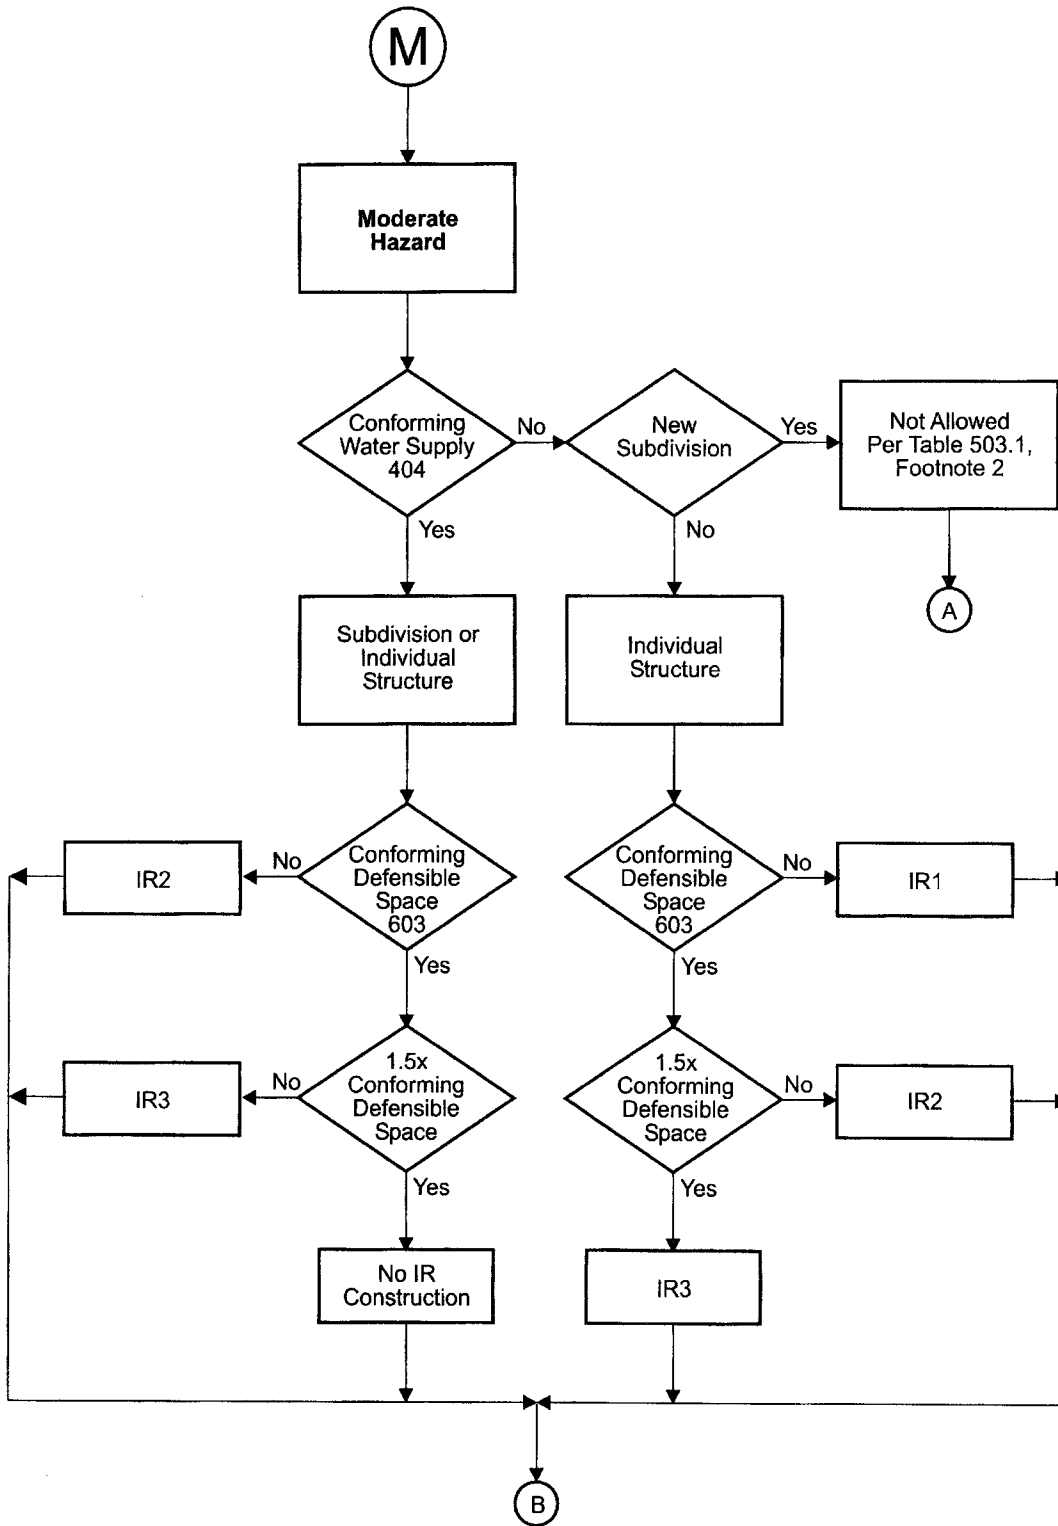 M
Moderate
Hazard
Conforming
Water Supply
404
No
New
Subdivision
Yes
Not Allowed
Per Table 503.1,
Footnote 2
Yes
No
A
Subdivision or
Individual
Structure
Individual
Structure
IR2
No
Conforming
Defensible
Space
603
Conforming
Defensible
Space
603
No
IR1
Yes
Yes
IR3
No
1.5x
Conforming
Defensible
Space
1.5x
Conforming
Defensible
Space
No
IR2
Yes
Yes
No IR
Construction
IR3
B